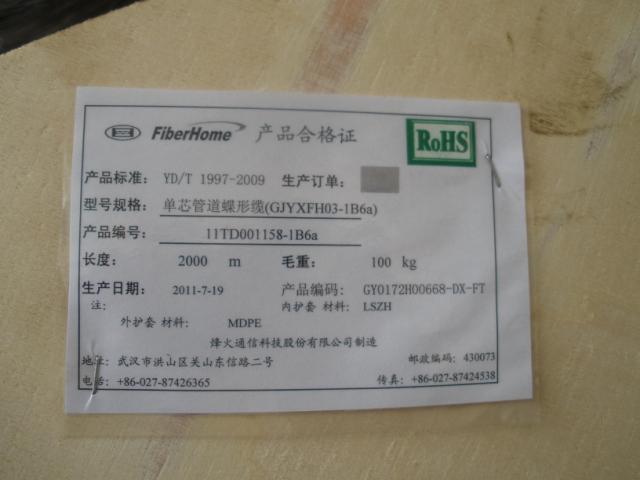 FiberHome 产品合格证 RoHS
产品标准: YD/T 1997-2009 生产订单:
型号规格: 单芯管道蝶形缆(GJYXFH03-1B6a)
产品编号: 11TD001158-1B6a
长度: 2000 m 毛重: 100 kg
生产日期: 2011-7-19 产品编码: GY0172H00668-DX-FT
注: 内护套 材料: LSZH
外护套 材料: MDPE
烽火通信科技股份有限公司制造
地址: 武汉市洪山区关山东信路二号 邮政编码: 430073
电话: +86-027-87426365 传真: +86-027-87424538